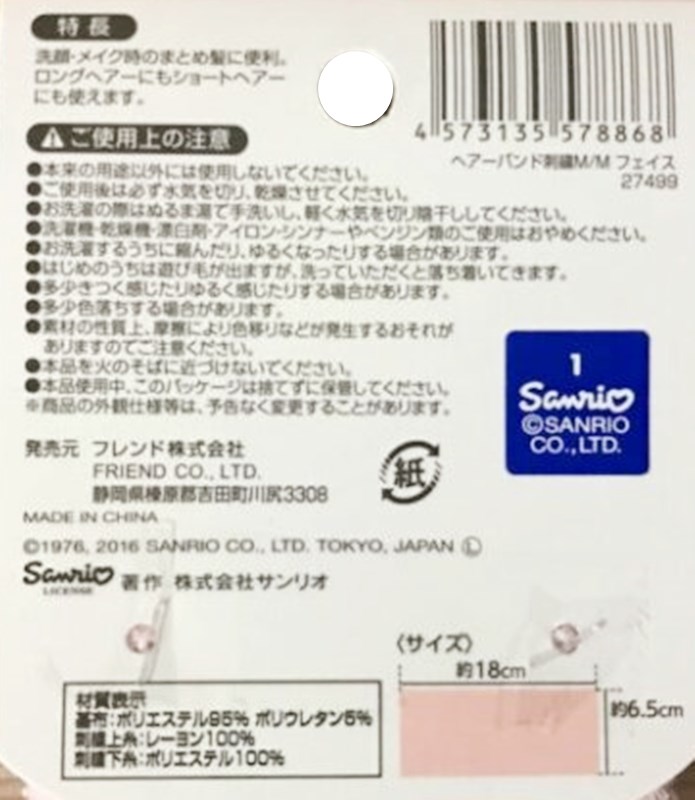 特長
洗顔・メイク時のまとめ髪に便利。
ロングヘアーにもショートヘアー
にも使えます。
4 573135 578868
ヘアーバンド刺繍M/M フェイス
27499
⚠ご使用上の注意
●本来の用途以外には使用しないでください。
●ご使用後は必ず水気を切り、乾燥させてください。
●お洗濯の際はぬるま湯で手洗いし、軽く水気を切り陰干ししてください。
●洗濯機・乾燥機・漂白剤・アイロン・シンナーやベンジン類のご使用はおやめください。
●お洗濯するうちに縮んだり、ゆるくなったりする場合があります。
●はじめのうちは遊び毛が出ますが、洗っていただくと落ち着いてきます。
●多少きつく感じたりゆるく感じたりする場合があります。
●多少色落ちする場合があります。
●素材の性質上、摩擦により色移りなどが発生するおそれが
ありますのでご注意ください。
●本品を火のそばに近づけないでください。
●本品使用中、このパッケージは捨てずに保管してください。
※商品の外観仕様等は、予告なく変更することがあります。
1
Sanrio
©SANRIO
CO.,LTD.
発売元 フレンド株式会社
FRIEND CO., LTD.
静岡県榛原郡吉田町川尻3308
紙
MADE IN CHINA
©1976, 2016 SANRIO CO., LTD. TOKYO, JAPAN Ⓛ
Sanrio 著作 株式会社サンリオ
LICENSE
〈サイズ〉
約18cm
約6.5cm
材質表示
基布:ポリエステル95% ポリウレタン5%
刺繍上糸:レーヨン100%
刺繍下糸:ポリエステル100%